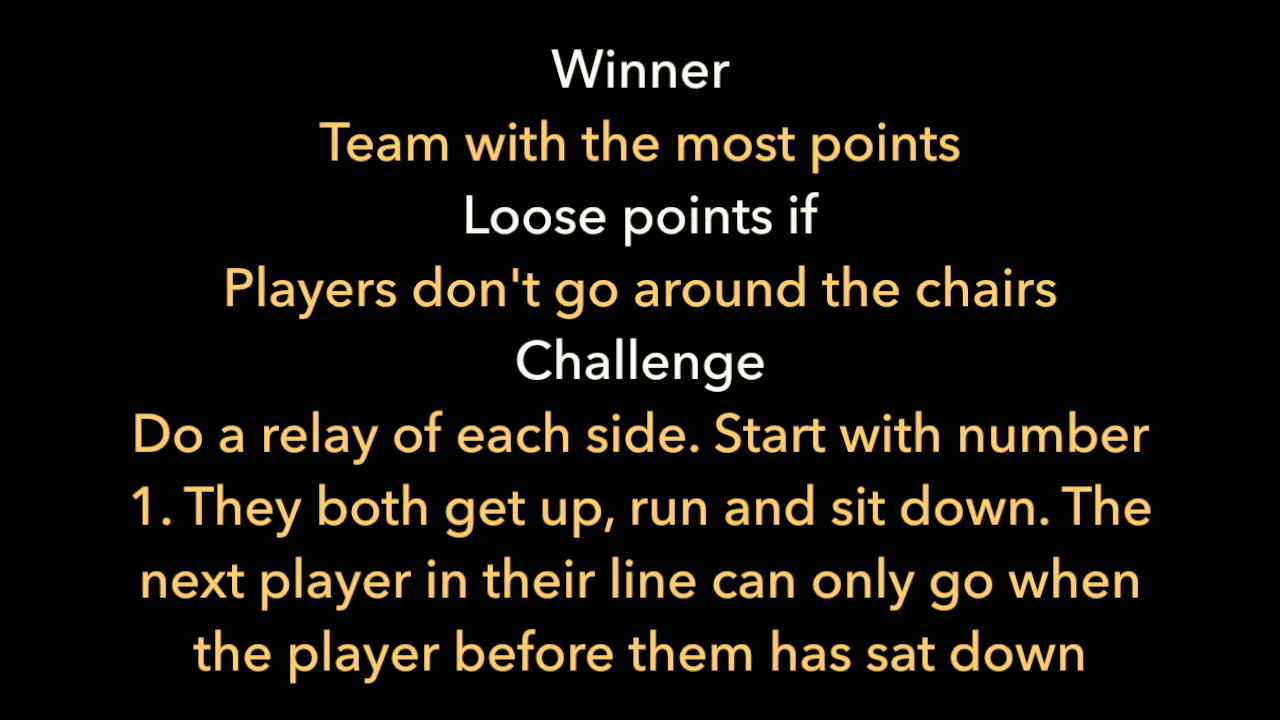 Winner
Team with the most points
Loose points if
Players don't go around the chairs
Challenge
Do a relay of each side. Start with number
1. They both get up, run and sit down. The
next player in their line can only go when
the player before them has sat down